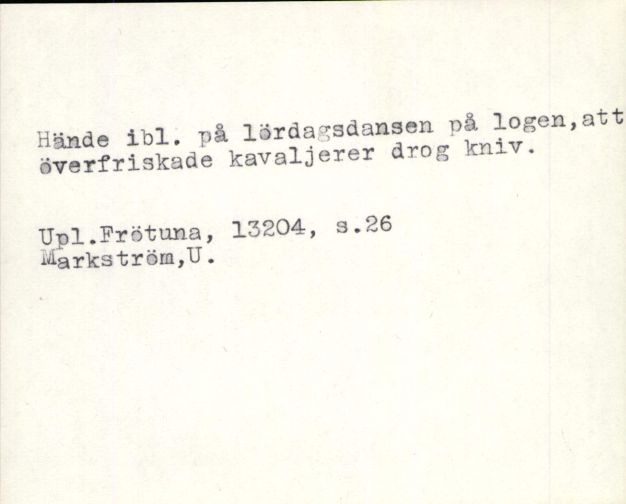 Hände ibl. på lördagsdansen på logen,att
överfriskade kavaljerer drog kniv.
Upl.Frötuna, 13204, s.26
Markström,U.